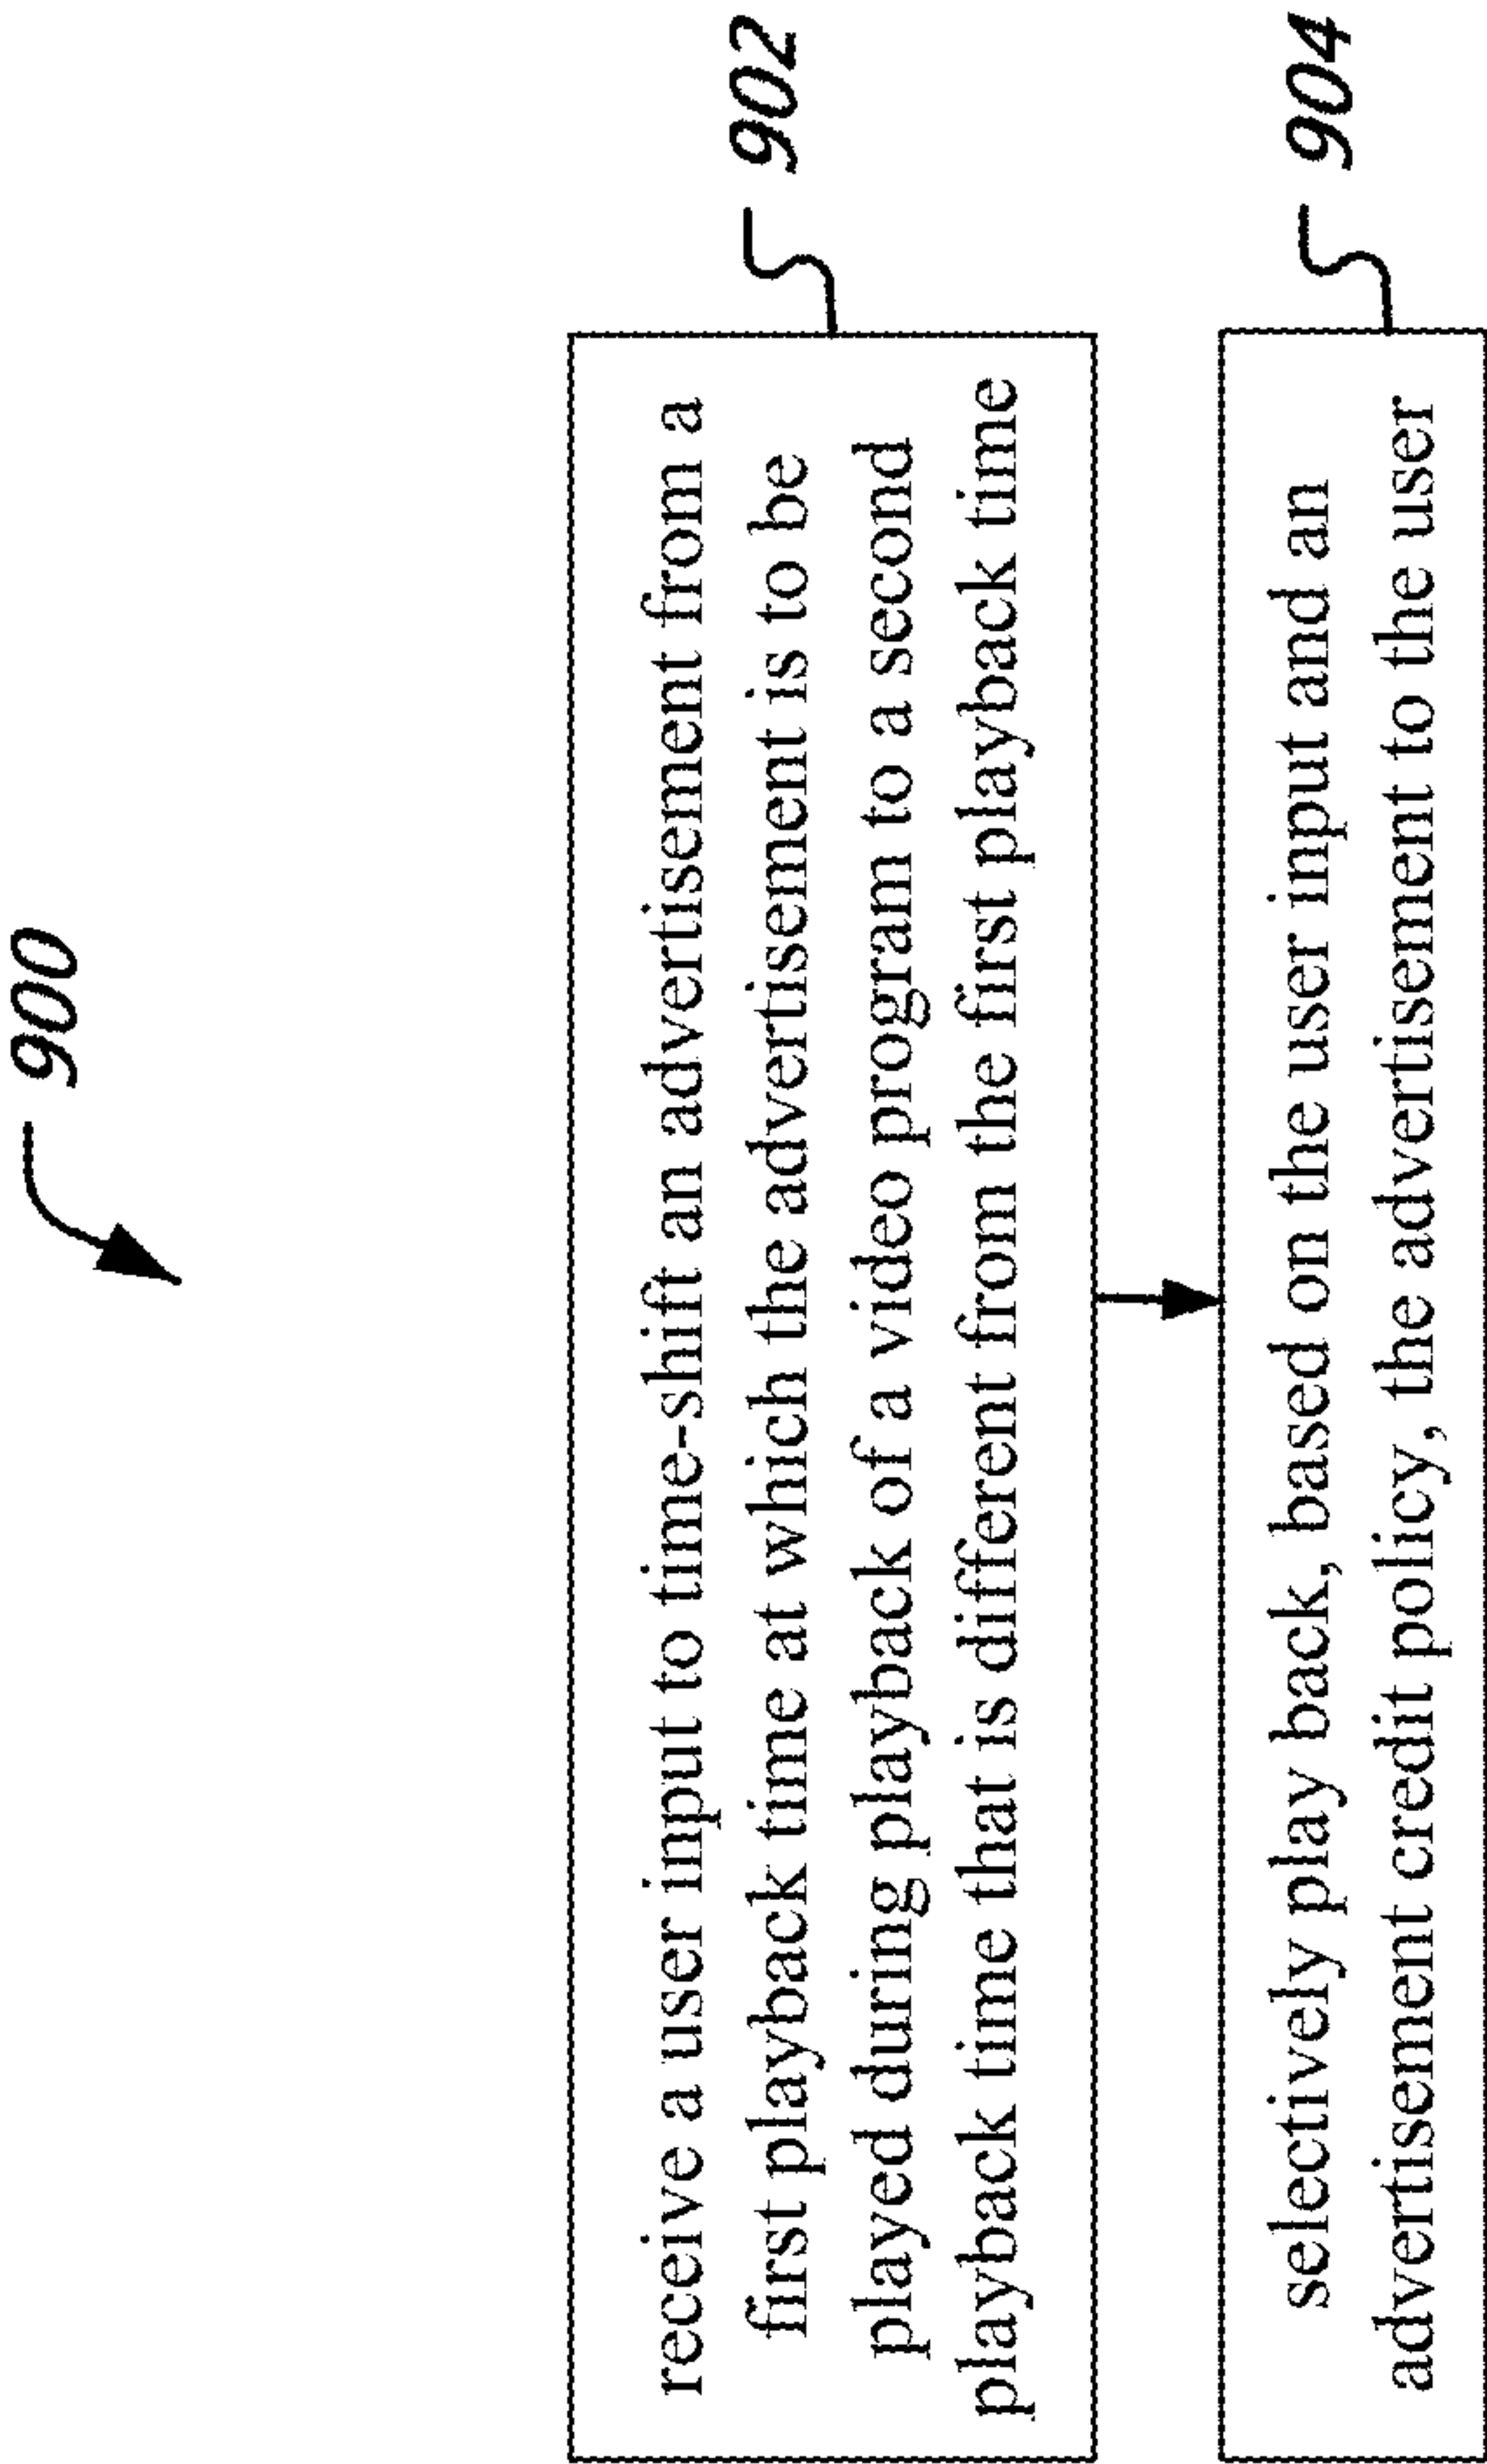 900
receive a user input to time-shift an advertisement from a
first playback time at which the advertisement is to be
played during playback of a video program to a second
playback time that is different from the first playback time
902
selectively play back, based on the user input and an
advertisement credit policy, the advertisement to the user
904